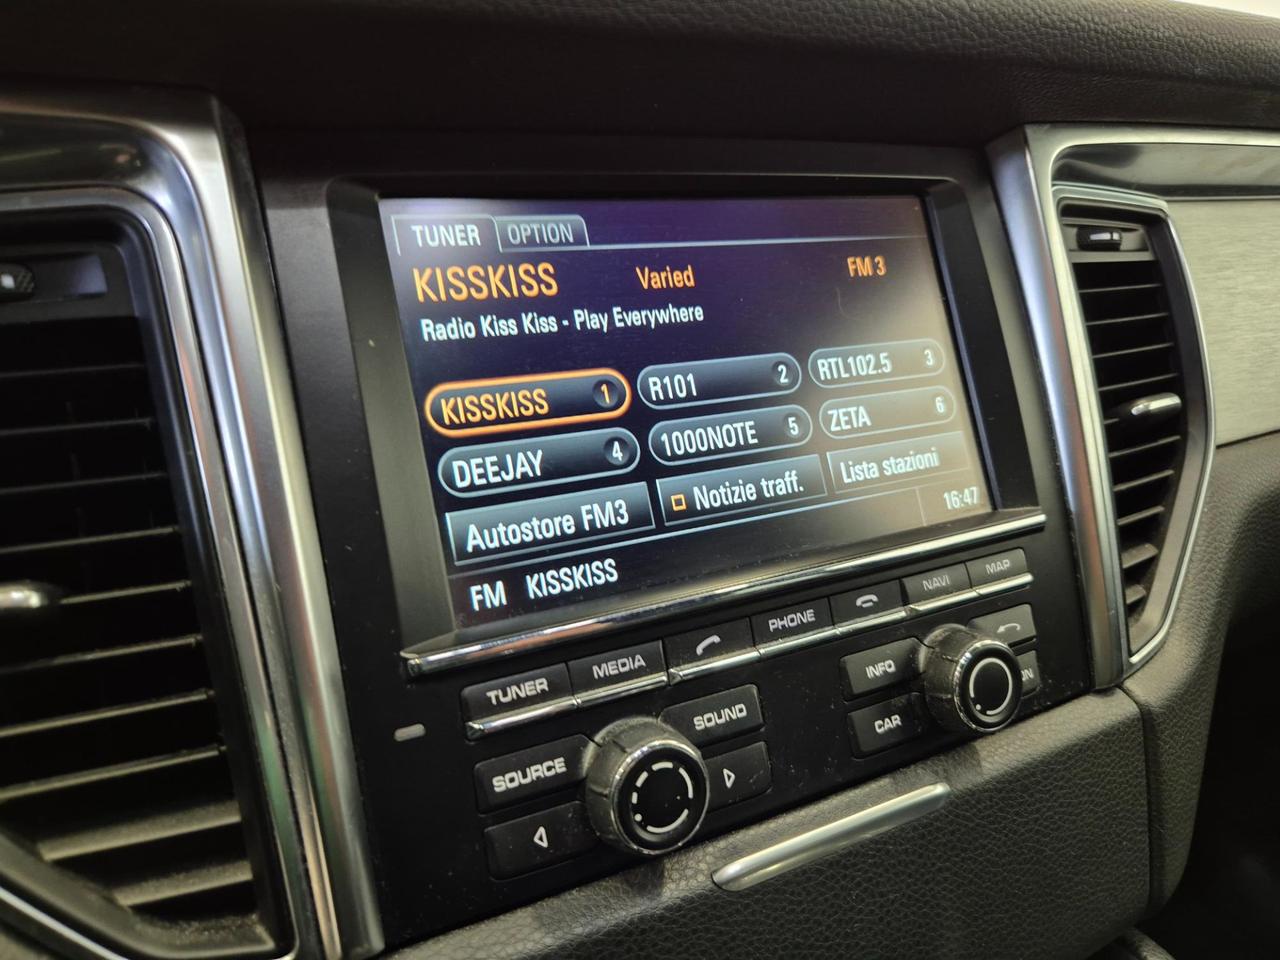 TUNER OPTION
KISSKISS Varied FM 3
Radio Kiss Kiss - Play Everywhere
KISSKISS 1 R101 2 RTL102.5 3
DEEJAY 4 1000NOTE 5 ZETA 6
Autostore FM3 Notizie traff. Lista stazioni
16:47
FM KISSKISS
TUNER MEDIA PHONE NAVI MAP
SOURCE SOUND INFO
CAR